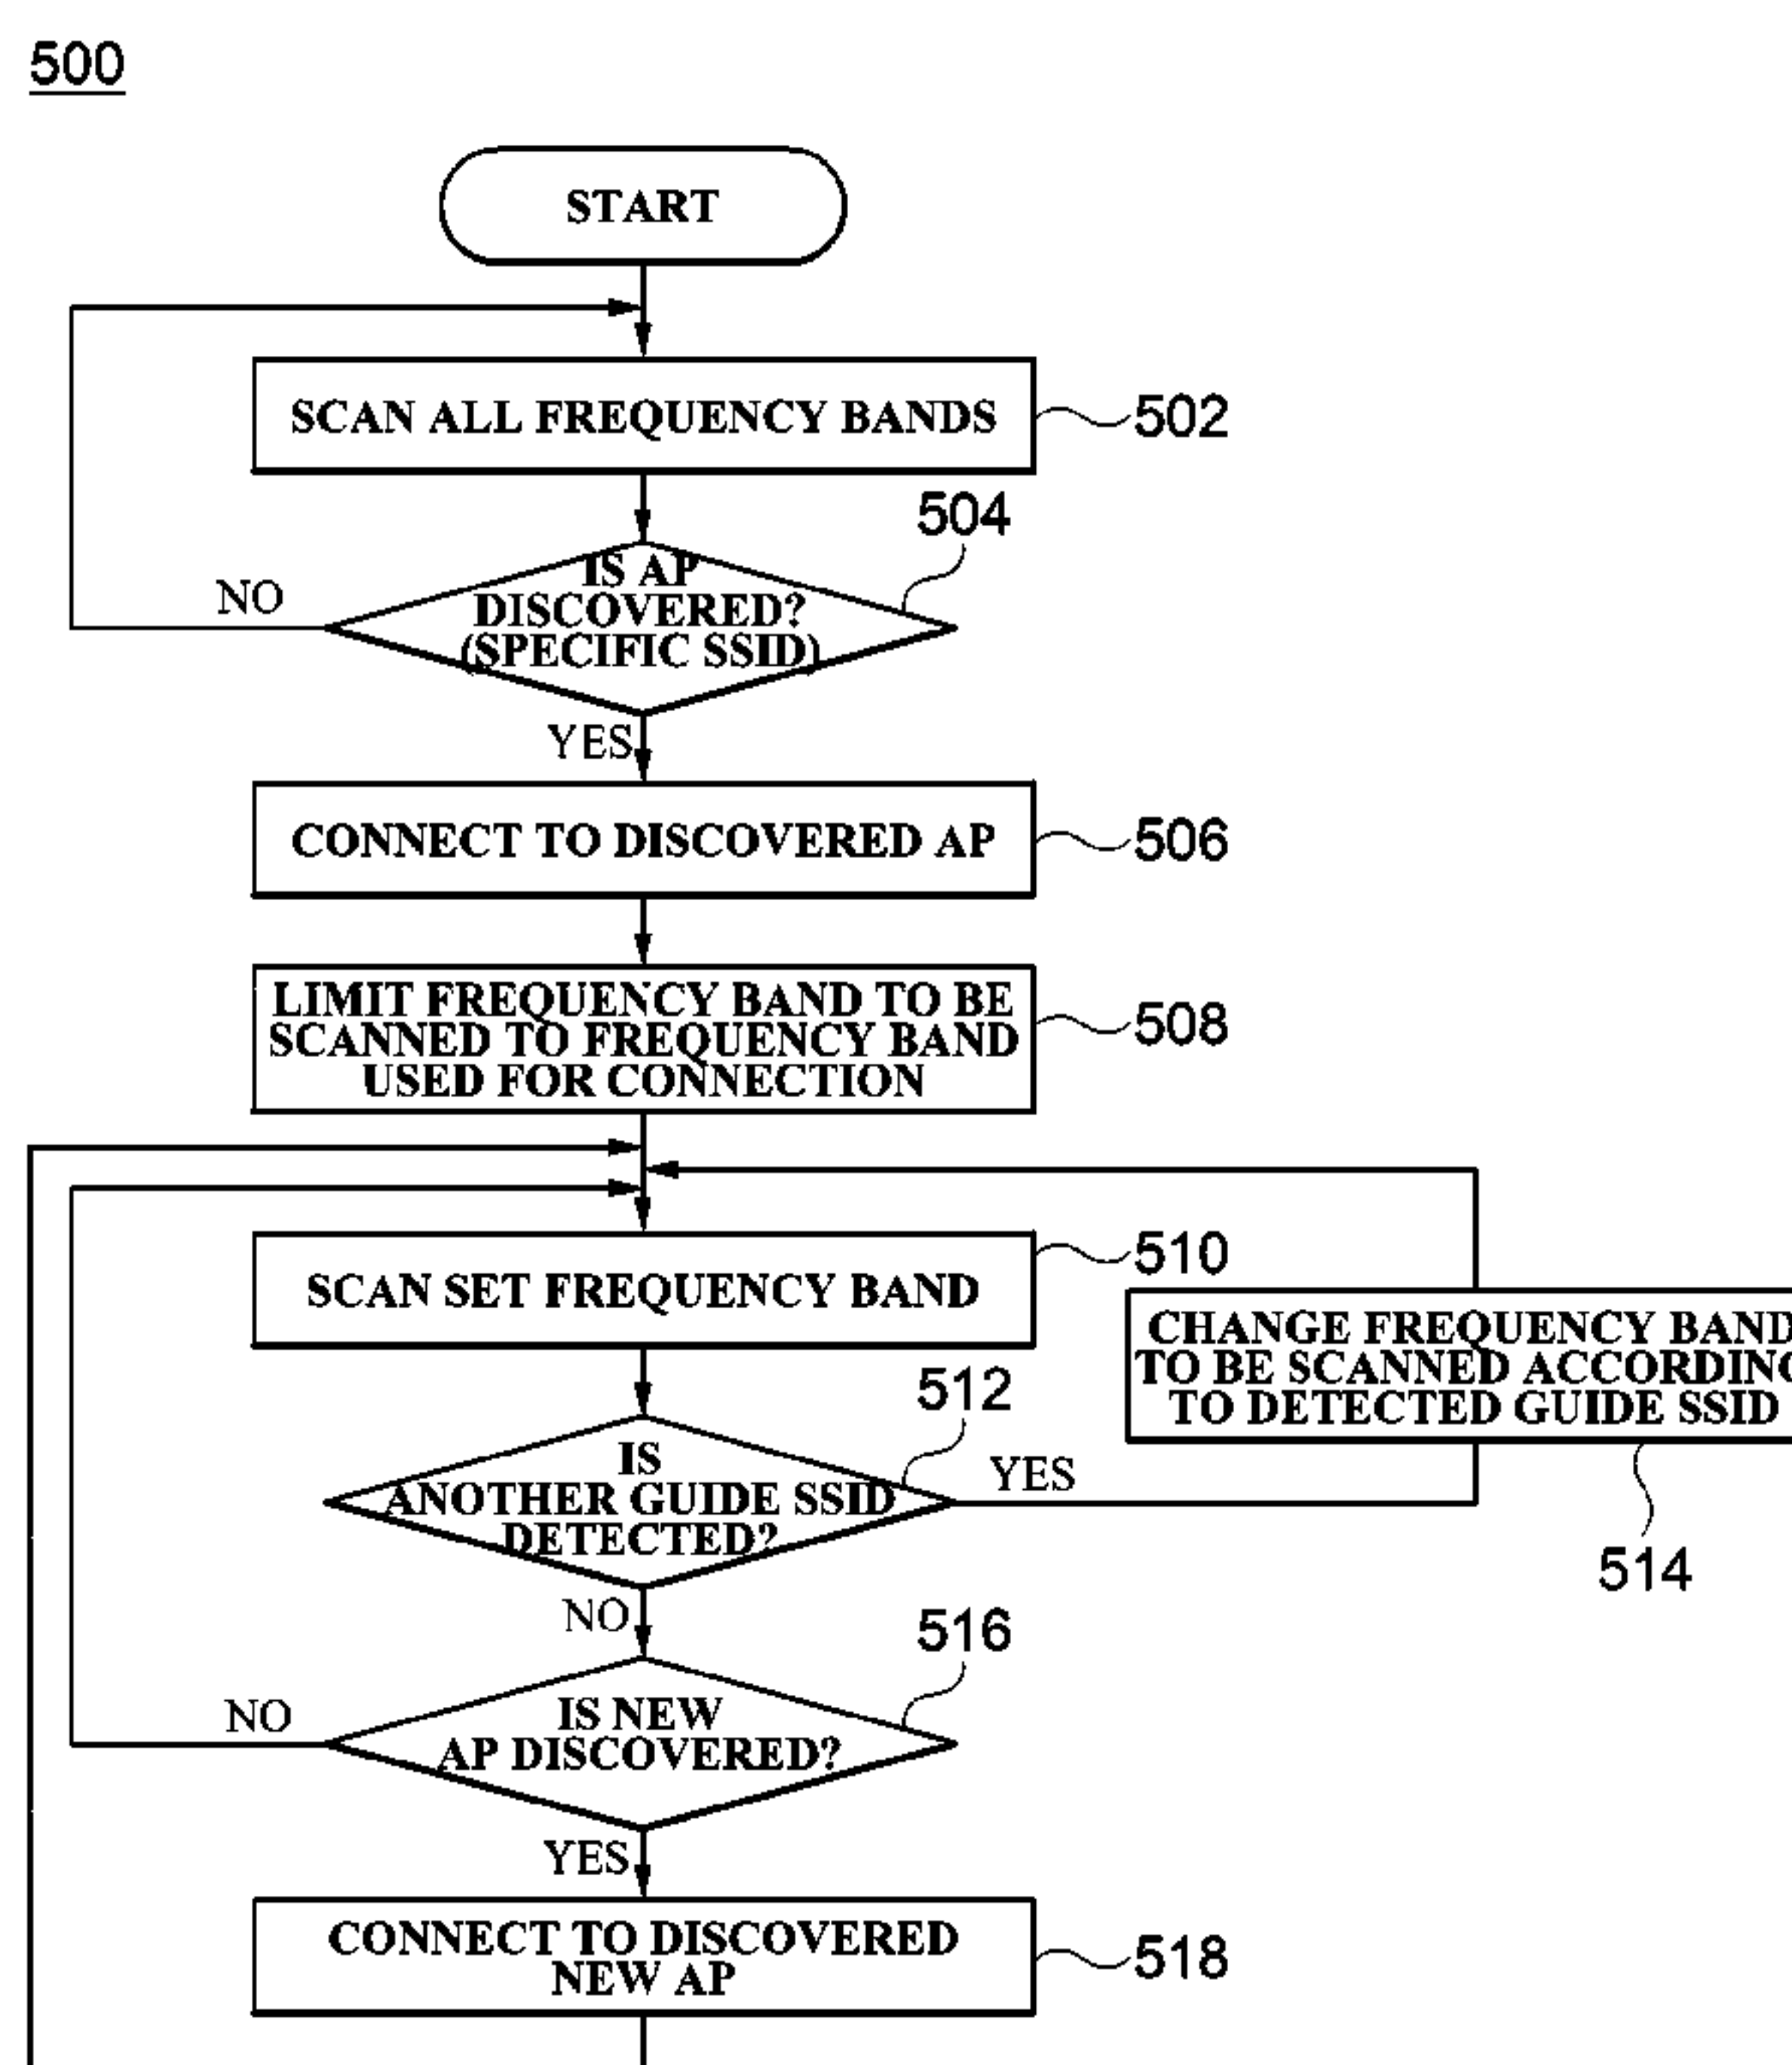 500
START
SCAN ALL FREQUENCY BANDS
502
504
IS AP
DISCOVERED?
(SPECIFIC SSID)
NO
YES
CONNECT TO DISCOVERED AP
506
LIMIT FREQUENCY BAND TO BE
SCANNED TO FREQUENCY BAND
USED FOR CONNECTION
508
SCAN SET FREQUENCY BAND
510
CHANGE FREQUENCY BAND
TO BE SCANNED ACCORDING
TO DETECTED GUIDE SSID
514
512
IS
ANOTHER GUIDE SSID
DETECTED?
YES
NO
516
IS NEW
AP DISCOVERED?
NO
YES
CONNECT TO DISCOVERED
NEW AP
518